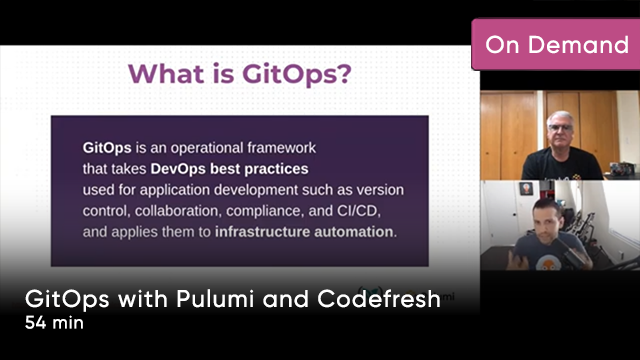 On Demand
What is GitOps?
GitOps is an operational framework
that takes DevOps best practices
used for application development such as version
control, collaboration, compliance, and CI/CD,
and applies them to infrastructure automation.
GitOps with Pulumi and Codefresh
54 min